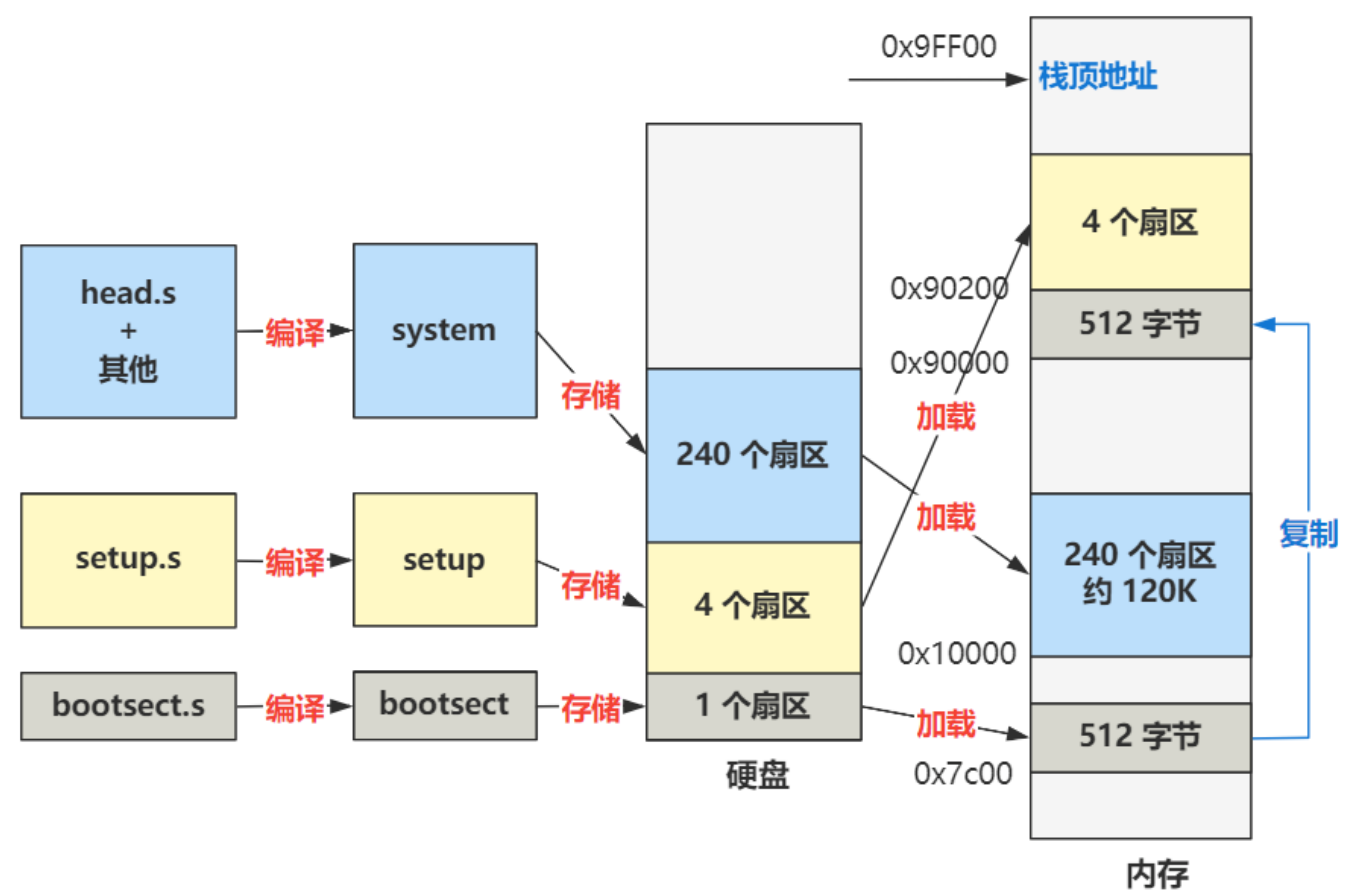 0x9FF00
栈顶地址
4 个扇区
0x90200
512 字节
0x90000
head.s
+
其他
编译
system
存储
240 个扇区
加载
加载
240 个扇区
约 120K
复制
setup.s
编译
setup
存储
4 个扇区
0x10000
bootsect.s
编译
bootsect
存储
1 个扇区
加载
512 字节
0x7c00
硬盘
内存